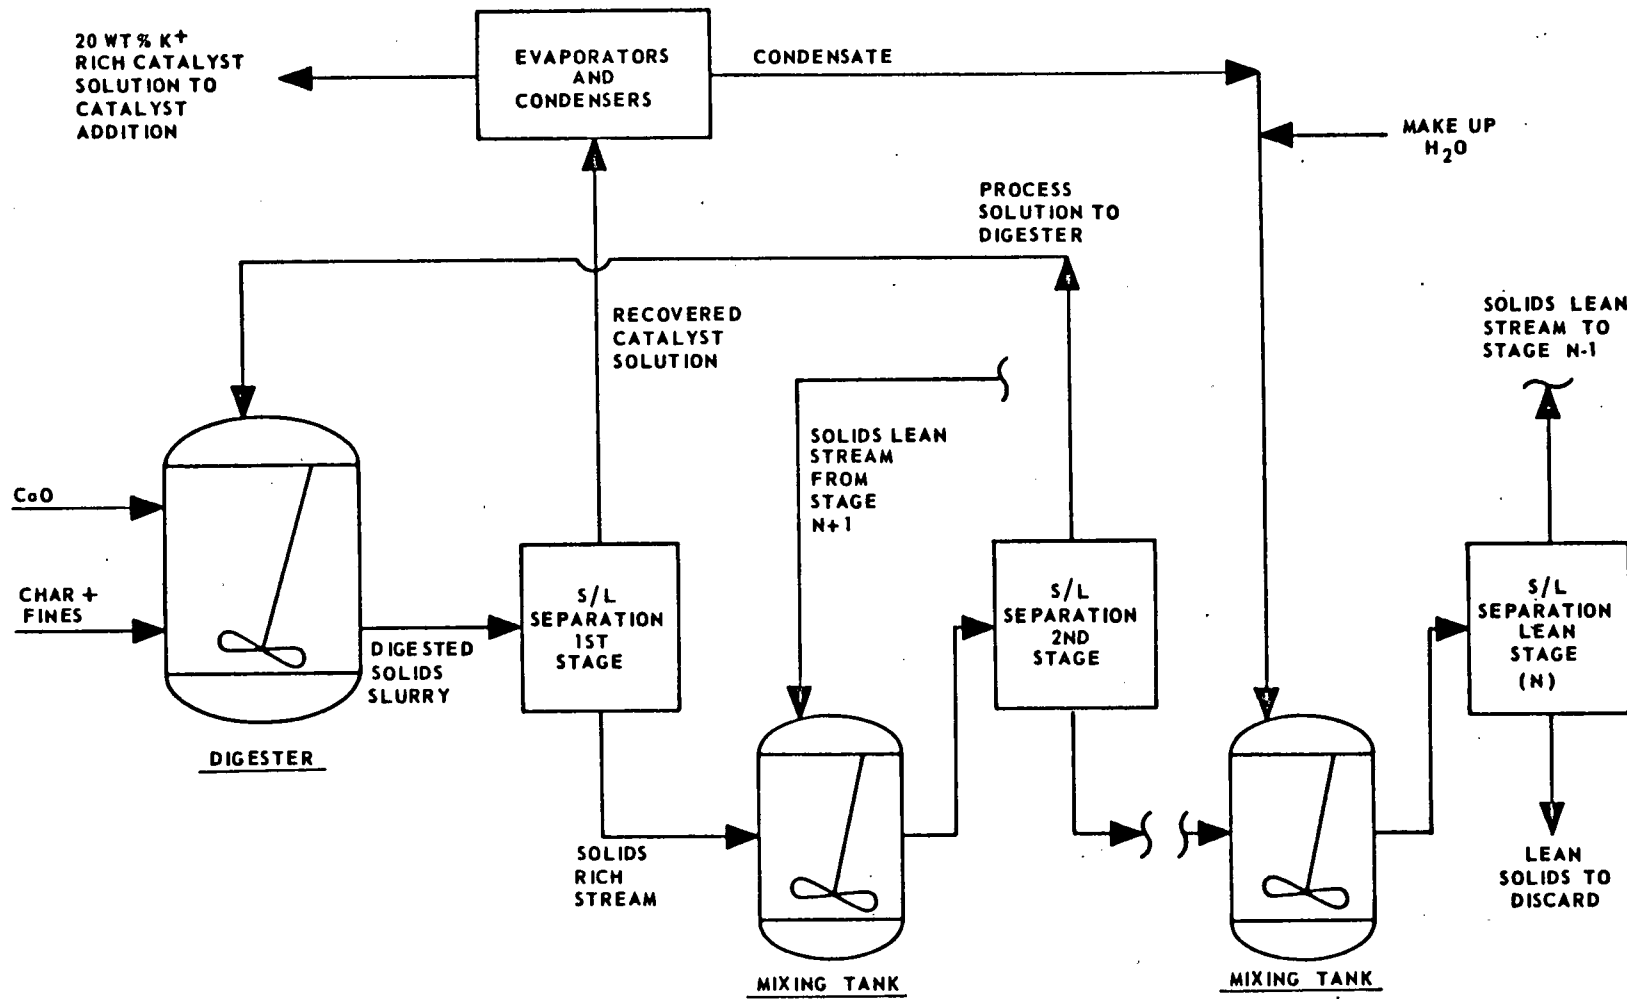 20 WT % K+
RICH CATALYST
SOLUTION TO
CATALYST
ADDITION
EVAPORATORS
AND
CONDENSERS
CONDENSATE
MAKE UP
H2O
PROCESS
SOLUTION TO
DIGESTER
RECOVERED
CATALYST
SOLUTION
SOLIDS LEAN
STREAM TO
STAGE N-1
SOLIDS LEAN
STREAM
FROM
STAGE
N+1
CaO
CHAR +
FINES
DIGESTED
SOLIDS
SLURRY
S/L
SEPARATION
1ST
STAGE
S/L
SEPARATION
2ND
STAGE
S/L
SEPARATION
LEAN
STAGE
(N)
DIGESTER
SOLIDS
RICH
STREAM
LEAN
SOLIDS TO
DISCARD
MIXING TANK
MIXING TANK